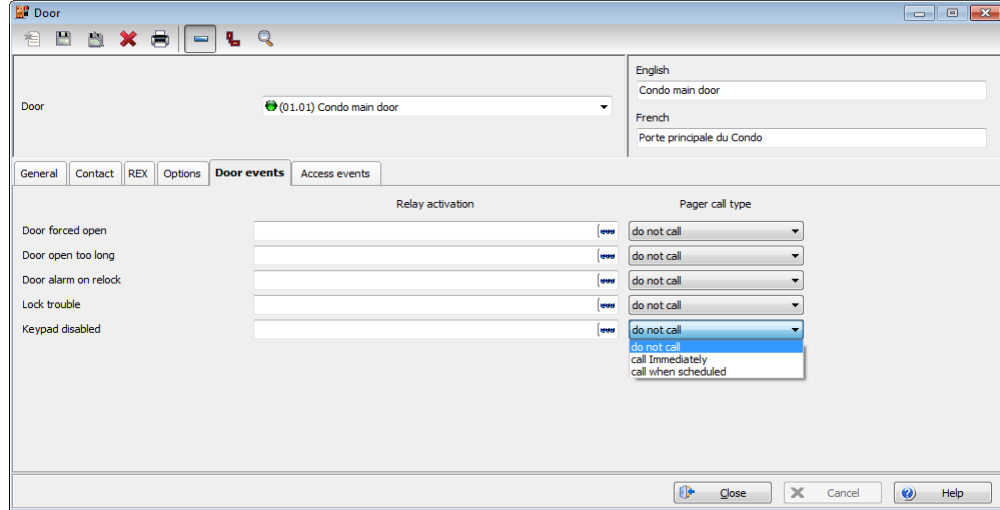 Door
English
Condo main door
Door
(01.01) Condo main door
French
Porte principale du Condo
General Contact REX Options Door events Access events
Relay activation Pager call type
Door forced open do not call
Door open too long do not call
Door alarm on relock do not call
Lock trouble do not call
Keypad disabled do not call
do not call
call Immediately
call when scheduled
Close Cancel Help